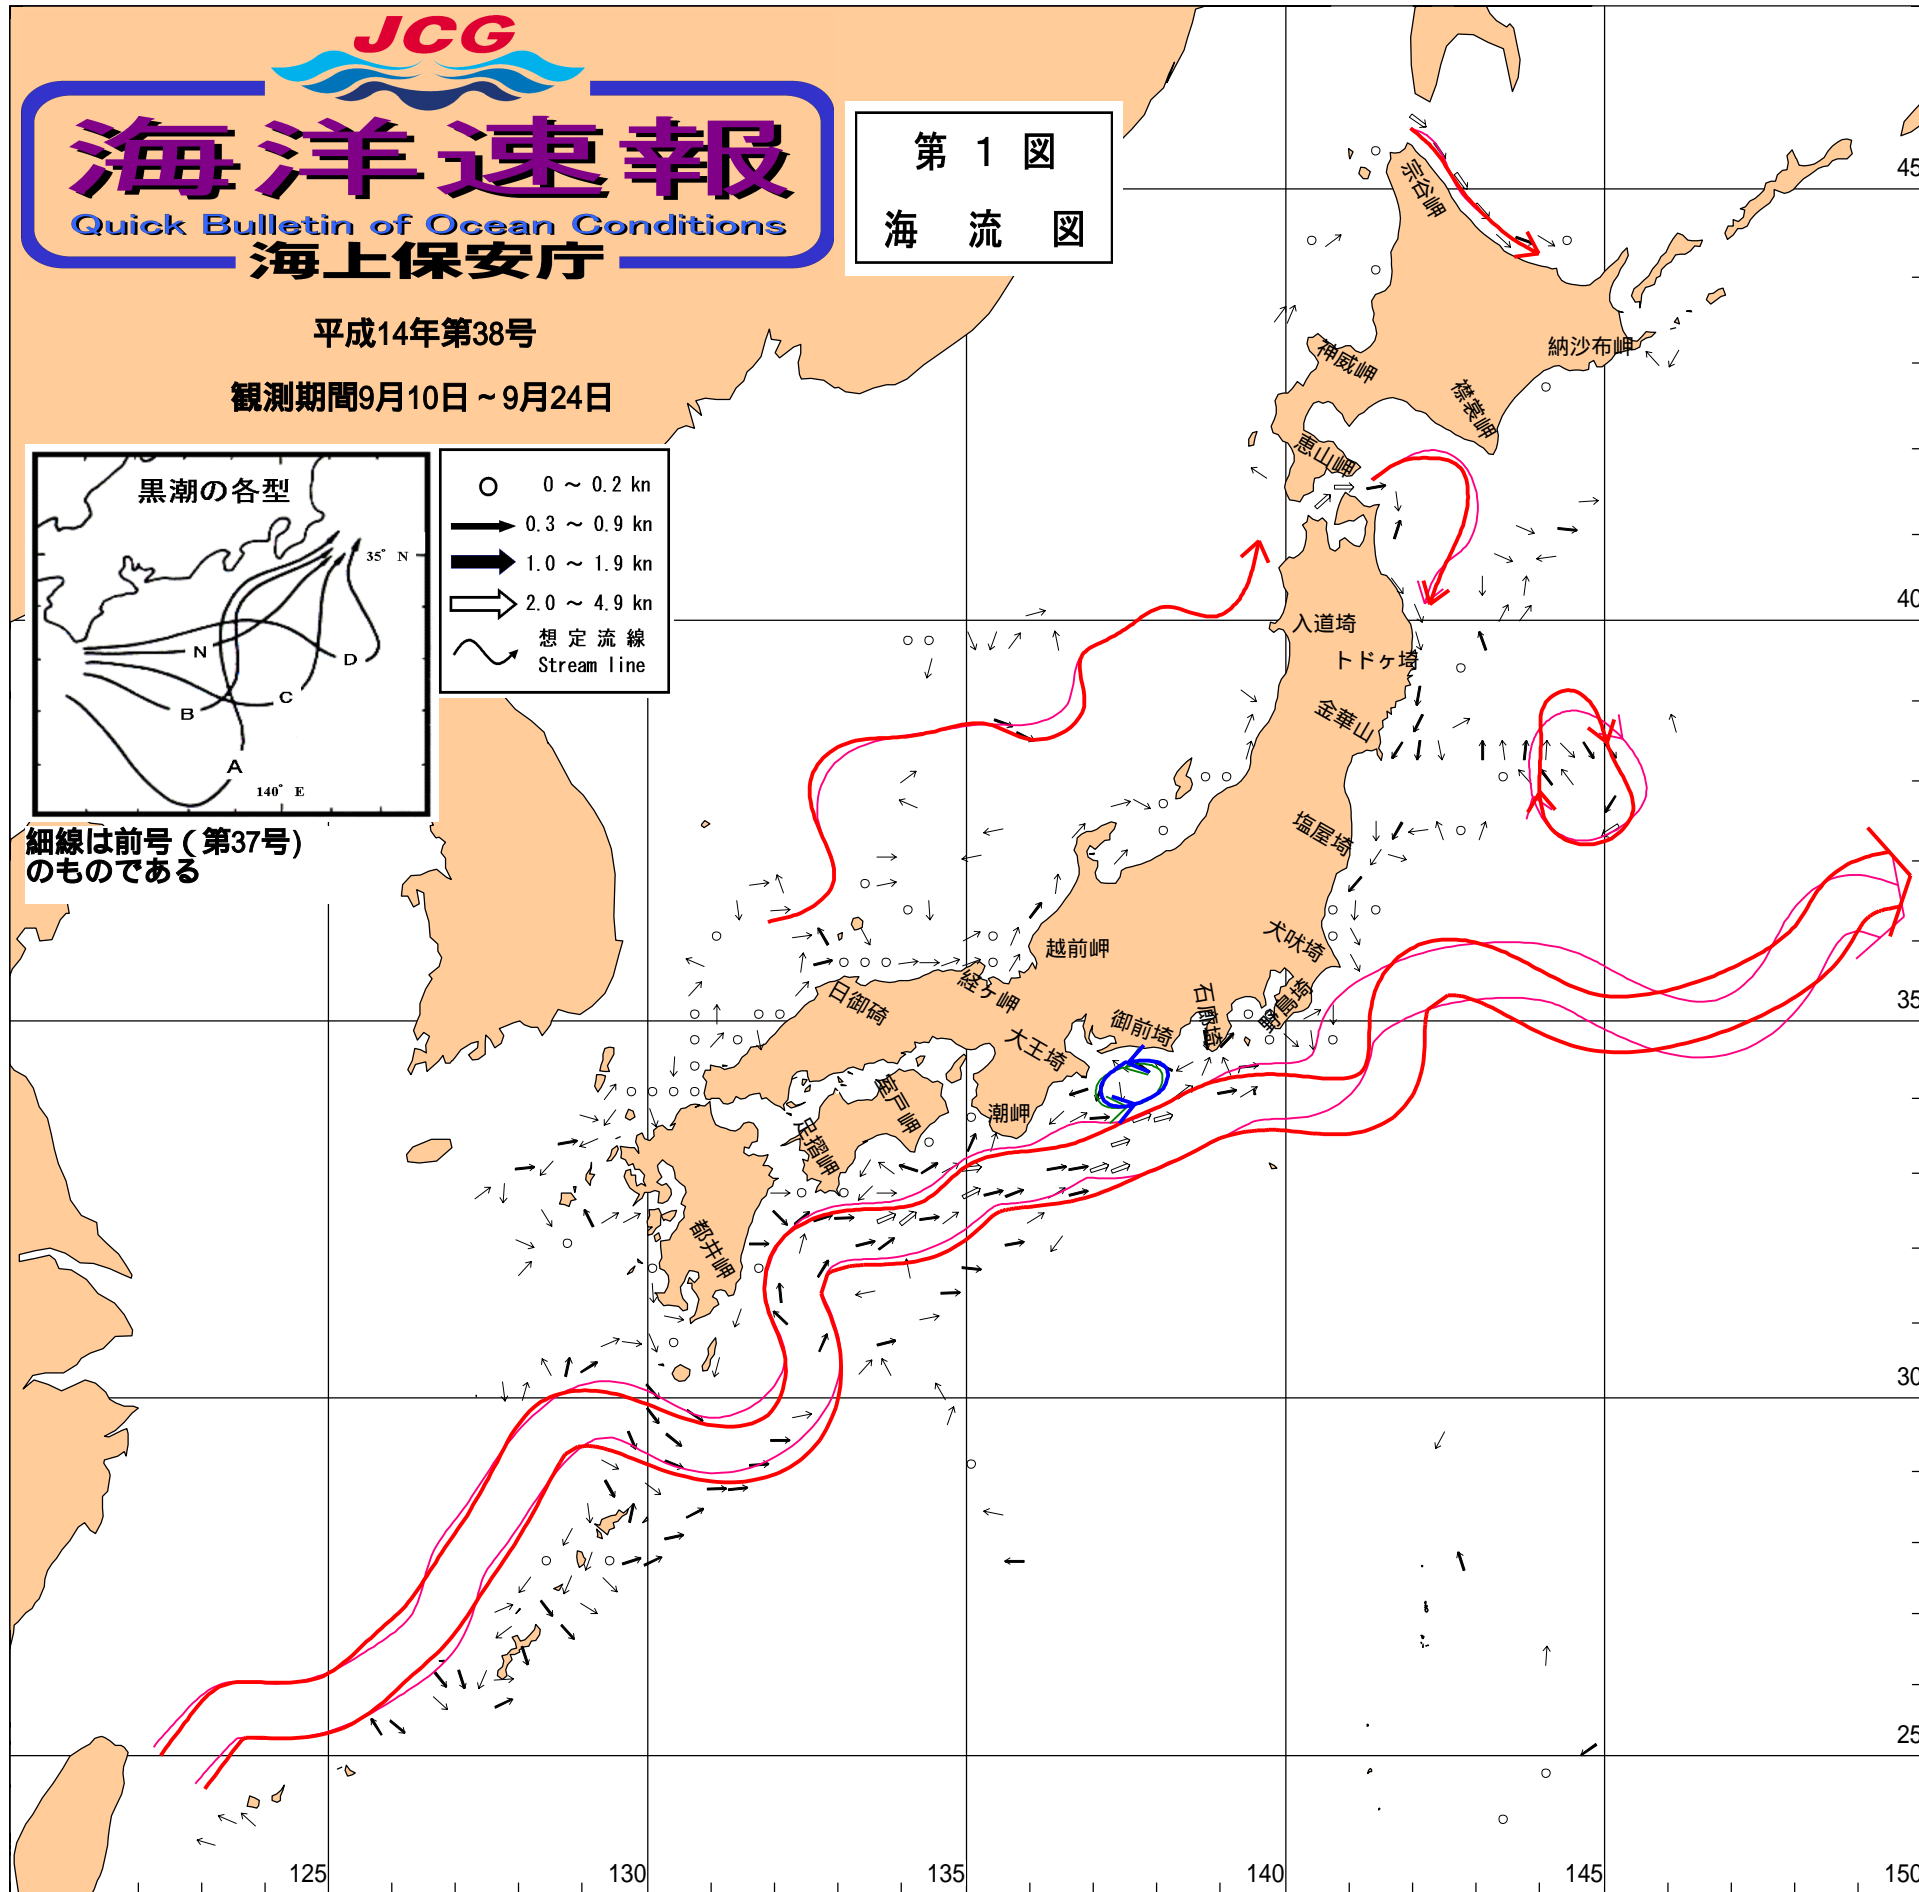 JCG
海洋速報
Quick Bulletin of Ocean Conditions
海上保安庁
第 1 図
海 流 図
平成14年第38号
観測期間9月10日~9月24日
黒潮の各型
35° N
N
D
B
C
A
140° E
0 ~ 0.2 kn
0.3 ~ 0.9 kn
1.0 ~ 1.9 kn
2.0 ~ 4.9 kn
想 定 流 線
Stream line
細線は前号(第37号)
のものである
宗谷岬
45
納沙布岬
神威岬
襟裳岬
恵山岬
40
入道埼
トドヶ埼
金華山
塩屋埼
犬吠埼
越前岬
経ヶ岬
日御碕
石廊埼
野島埼
35
御前埼
大王埼
室戸岬
潮岬
足摺岬
都井岬
30
25
125
130
135
140
145
150